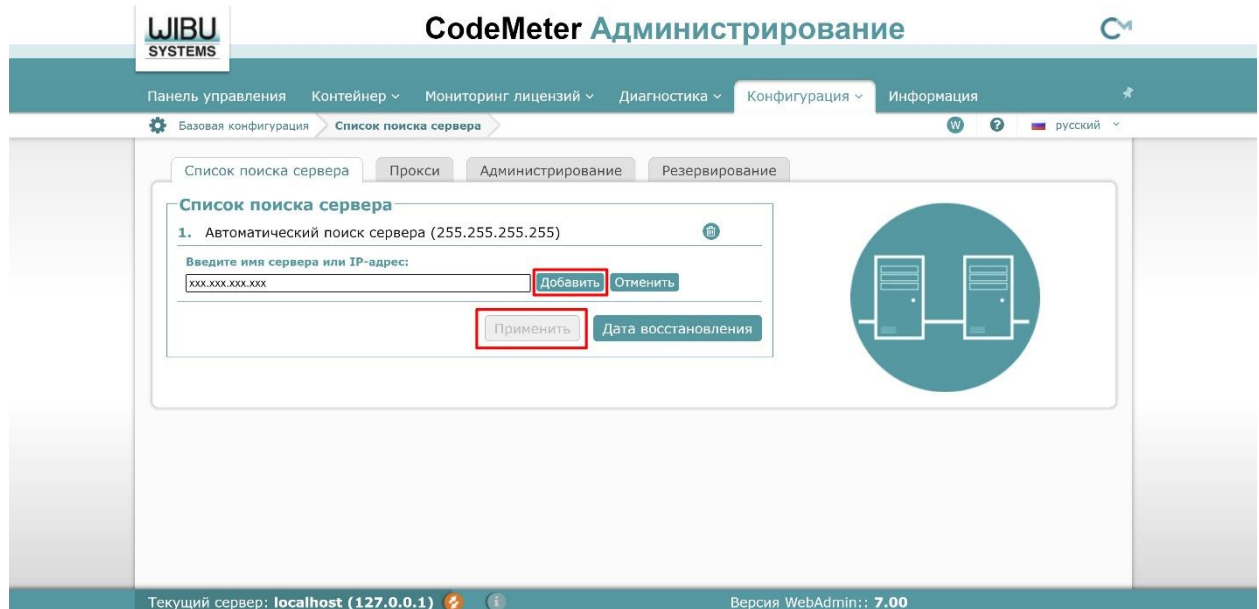 WIBU
SYSTEMS
CodeMeter Администрирование
Панель управления Контейнер Мониторинг лицензий Диагностика Конфигурация Информация
Базовая конфигурация Список поиска сервера W ? русский
Список поиска сервера Прокси Администрирование Резервирование
Список поиска сервера
1. Автоматический поиск сервера (255.255.255.255)
Введите имя сервера или IP-адрес:
xxx.xxx.xxx.xxx Добавить Отменить
Применить Дата восстановления
Текущий сервер: localhost (127.0.0.1) i Версия WebAdmin:: 7.00